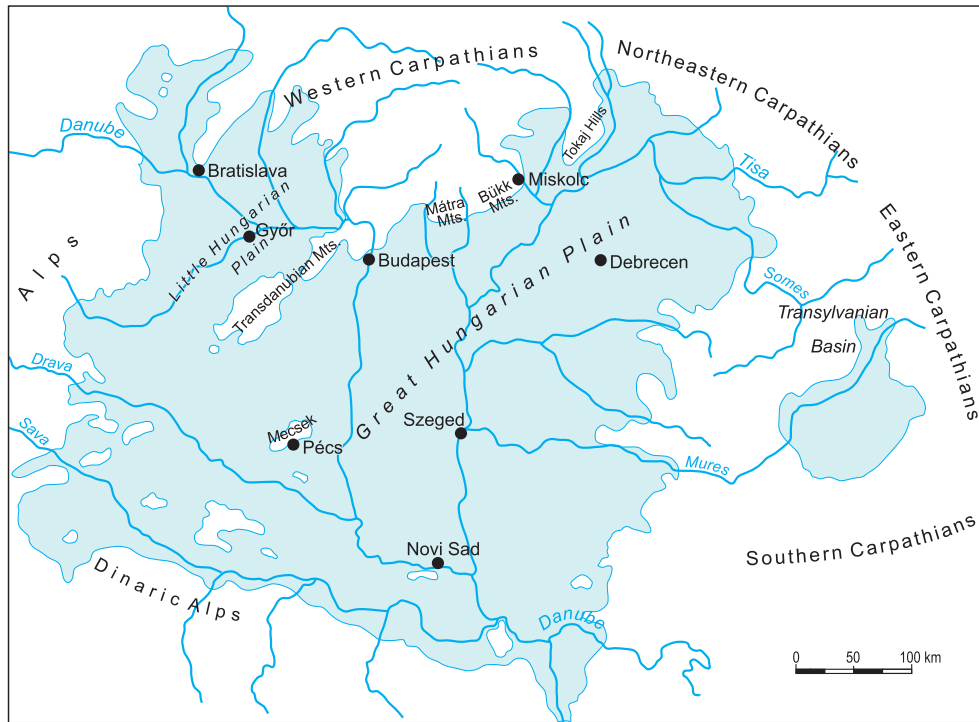 Western Carpathians
Northeastern Carpathians
Danube
Bratislava
Tokaj Hills
Miskolc
Tisa
Mátra
Mts.
Bükk
Mts.
Little Hungarian
Plain
Győr
Alps
Transdanubian Mts.
Budapest
Debrecen
Great Hungarian Plain
Eastern Carpathians
Somes
Transylvanian
Basin
Drava
Sava
Mecsek
Pécs
Szeged
Mures
Novi Sad
Southern Carpathians
Dinaric Alps
Danube
0 50 100 km